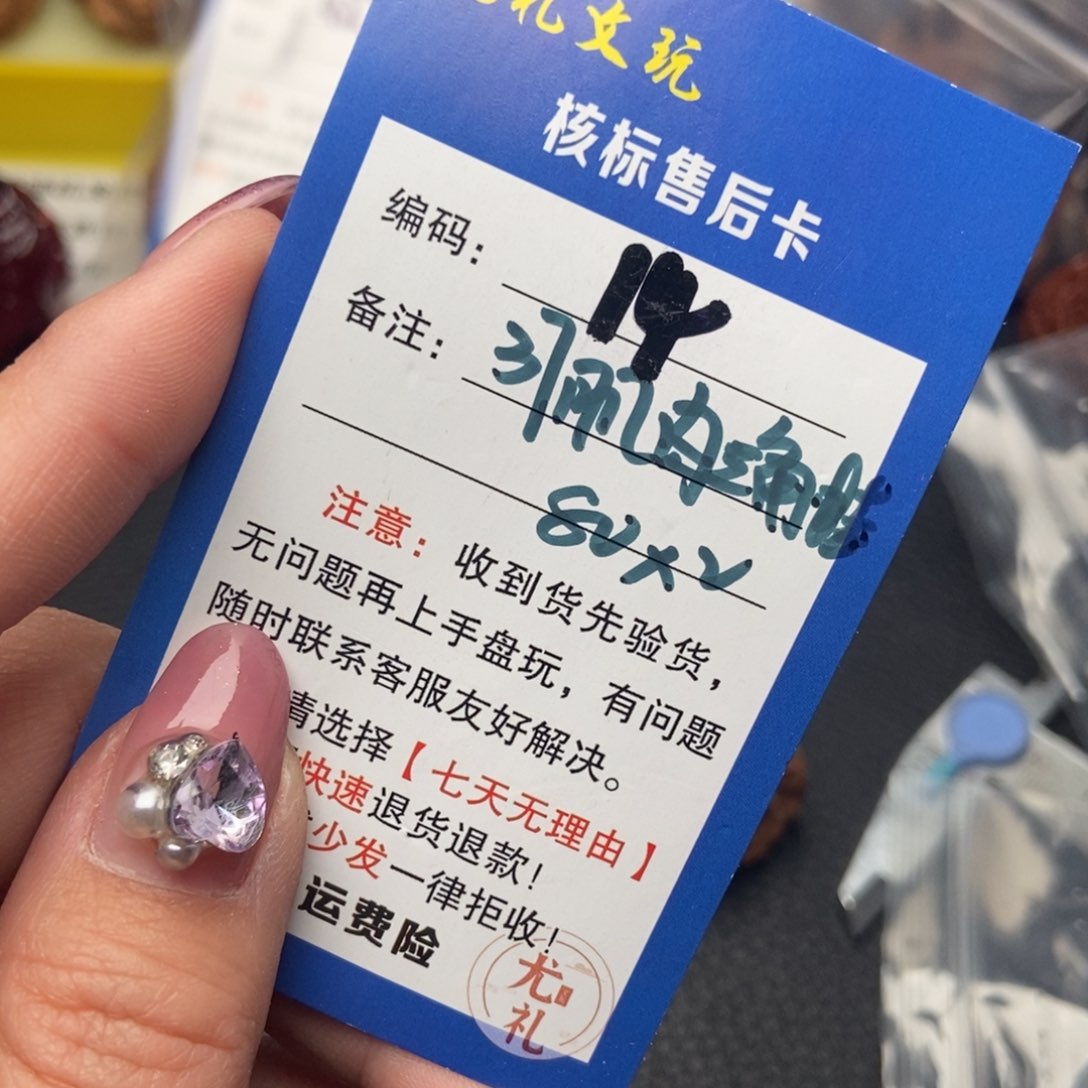 礼文玩
核标售后卡
编码: 14
备注:
80x2
注意: 收到货先验货,
无问题再上手盘玩, 有问题
随时联系客服友好解决。
请选择【七天无理由】
快速退货退款!
少发一律拒收!
运费险
尤礼